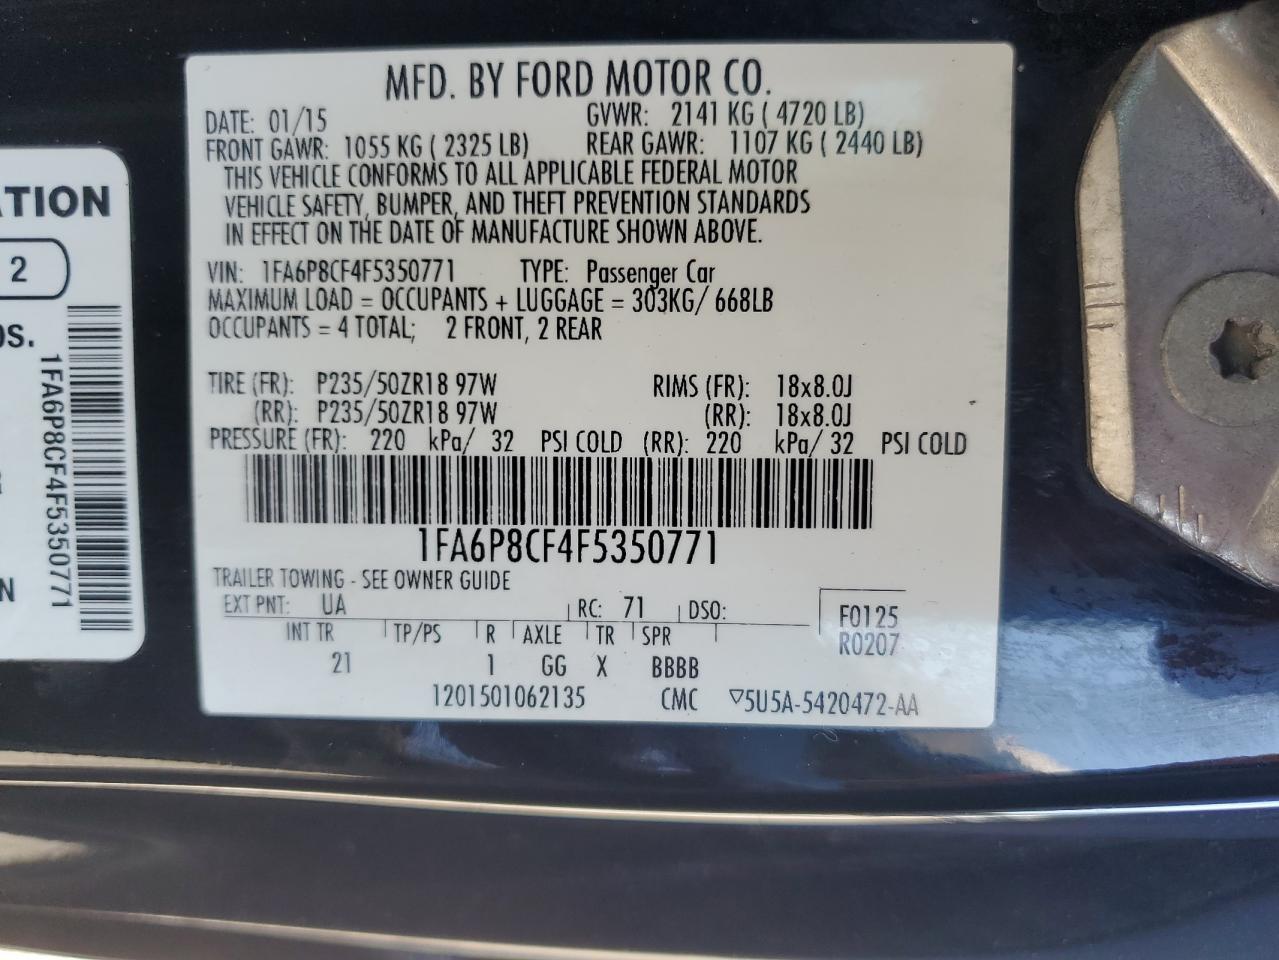 MFD. BY FORD MOTOR CO.
DATE: 01/15 GVWR: 2141 KG ( 4720 LB)
FRONT GAWR: 1055 KG ( 2325 LB) REAR GAWR: 1107 KG ( 2440 LB)
THIS VEHICLE CONFORMS TO ALL APPLICABLE FEDERAL MOTOR
VEHICLE SAFETY, BUMPER, AND THEFT PREVENTION STANDARDS
IN EFFECT ON THE DATE OF MANUFACTURE SHOWN ABOVE.
VIN: 1FA6P8CF4F5350771 TYPE: Passenger Car
MAXIMUM LOAD = OCCUPANTS + LUGGAGE = 303KG/ 668LB
OCCUPANTS = 4 TOTAL; 2 FRONT, 2 REAR
TIRE (FR): P235/50ZR18 97W RIMS (FR): 18x8.0J
(RR): P235/50ZR18 97W (RR): 18x8.0J
PRESSURE (FR): 220 kPa/ 32 PSI COLD (RR): 220 kPa/ 32 PSI COLD
1FA6P8CF4F5350771
TRAILER TOWING - SEE OWNER GUIDE
EXT PNT: UA RC: 71 DSO:
F0125
R0207
INT TR TP/PS R AXLE TR SPR
21 1 GG X BBBB
1201501062135 CMC ▽5U5A-5420472-AA
ATION
2
OS.
1FA6P8CF4F5350771
N